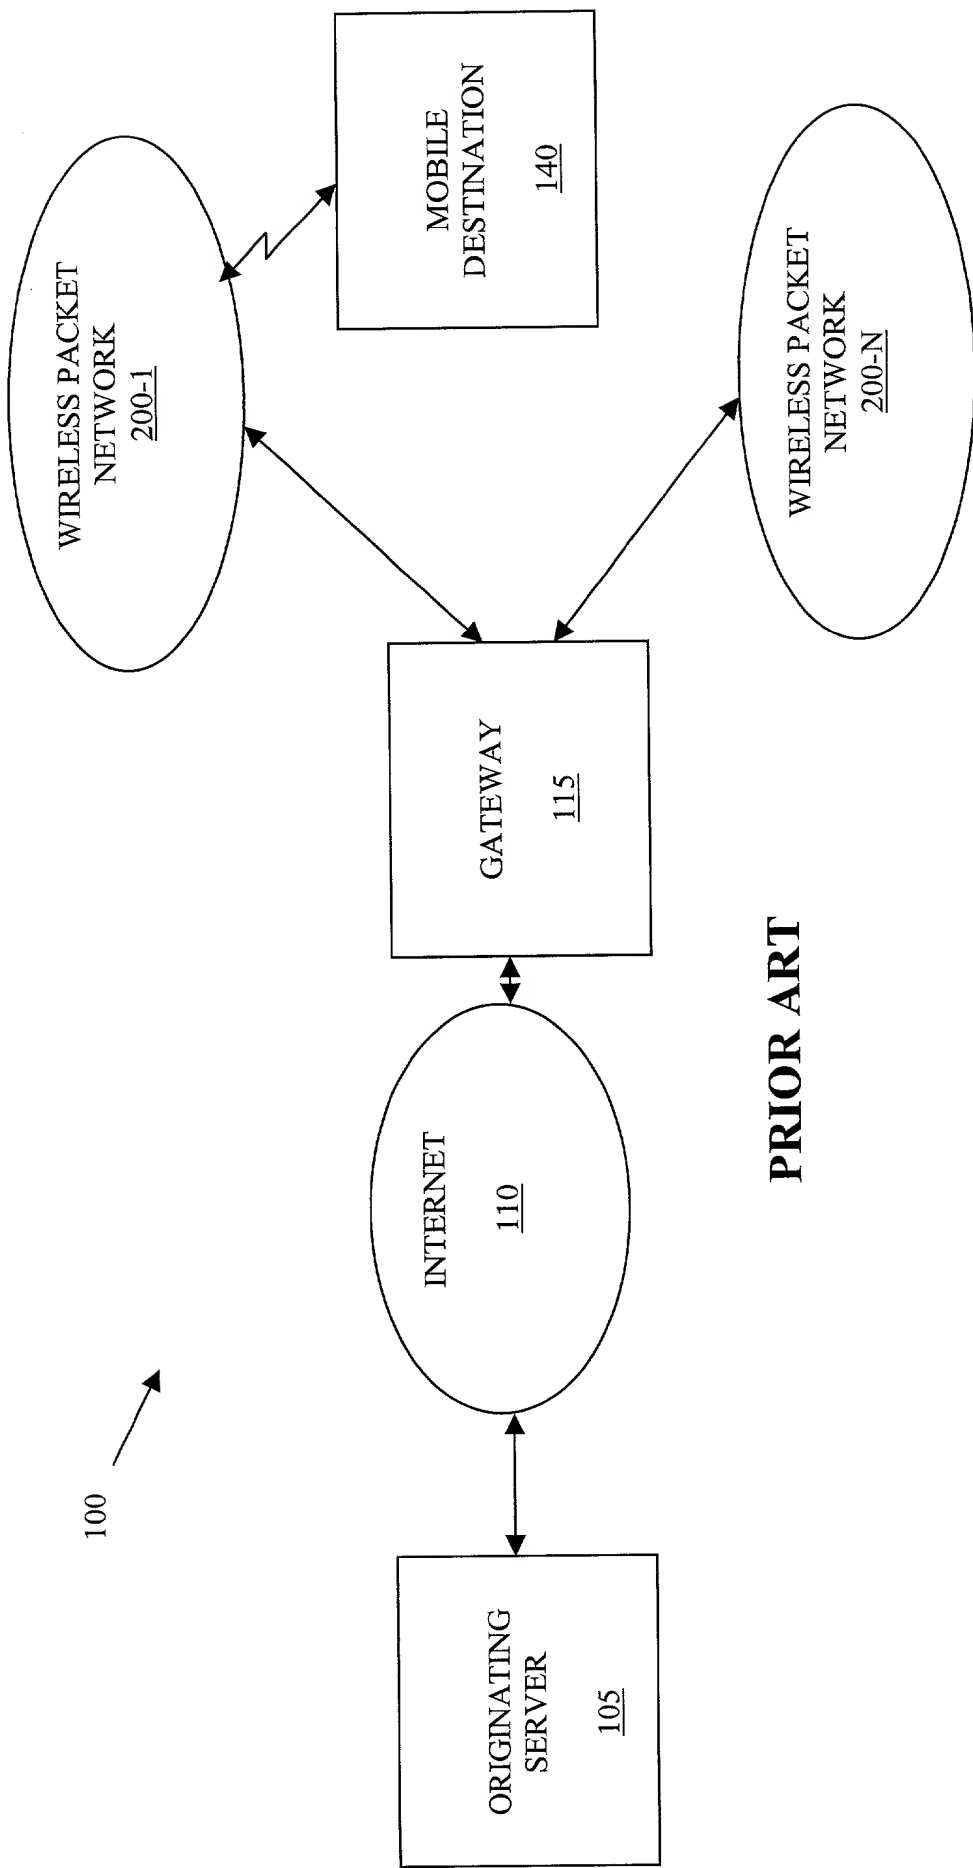 100
ORIGINATING
SERVER
105
INTERNET
110
GATEWAY
115
WIRELESS PACKET
NETWORK
200-1
MOBILE
DESTINATION
140
WIRELESS PACKET
NETWORK
200-N
PRIOR ART